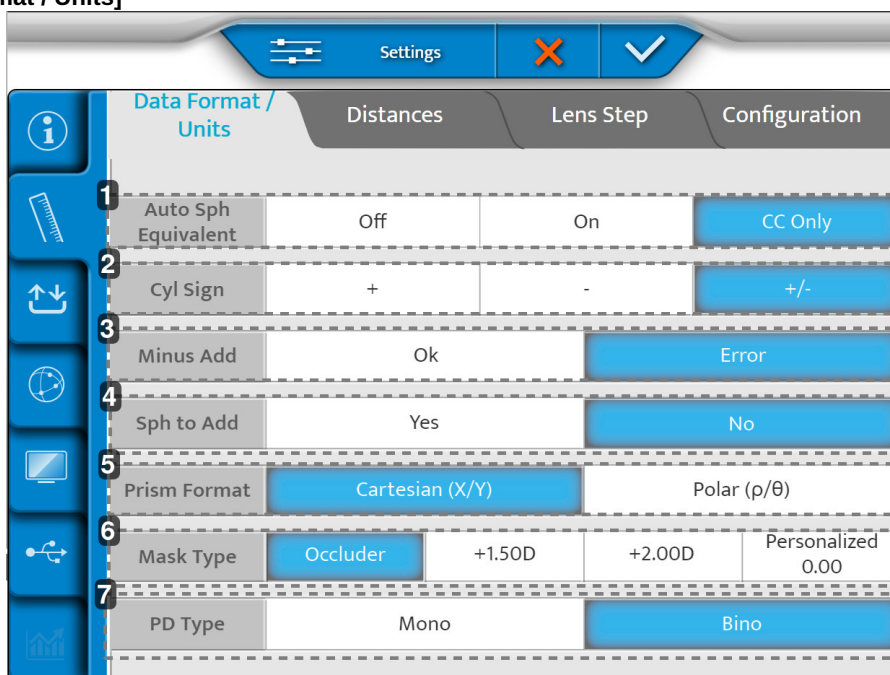 mat / Units]
Settings
Data Format /
Units
Distances
Lens Step
Configuration
1
Auto Sph
Equivalent
Off
On
CC Only
2
Cyl Sign
+
-
+/-
3
Minus Add
Ok
Error
4
Sph to Add
Yes
No
5
Prism Format
Cartesian (X/Y)
Polar (ρ/θ)
6
Mask Type
Occluder
+1.50D
+2.00D
Personalized
0.00
7
PD Type
Mono
Bino